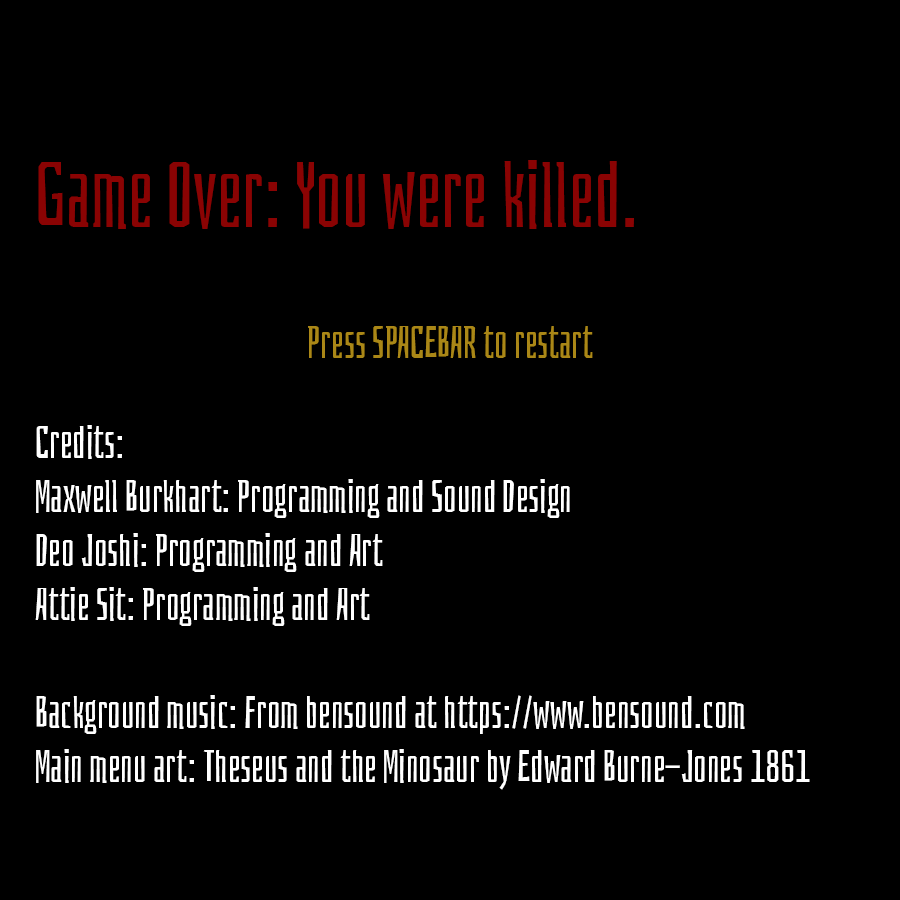 Game Over: You were killed.
Press SPACEBAR to restart
Credits:
Maxwell Burkhart: Programming and Sound Design
Deo Joshi: Programming and Art
Attie Sit: Programming and Art
Background music: From bensound at https://www.bensound.com
Main menu art: Theseus and the Minosaur by Edward Burne-Jones 1861